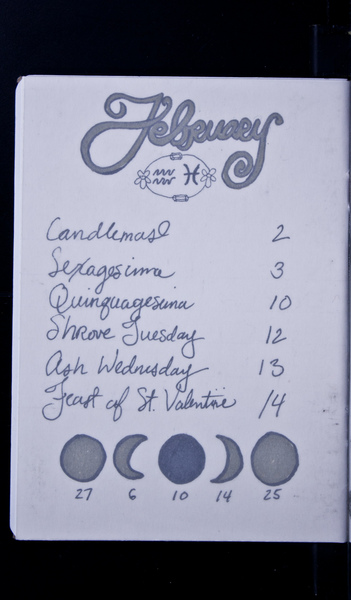 February
Candlemas 2
Sexagesima 3
Quinquagesima 10
Shrove Tuesday 12
Ash Wednesday 13
Feast of St. Valentine 14
27 6 10 14 25